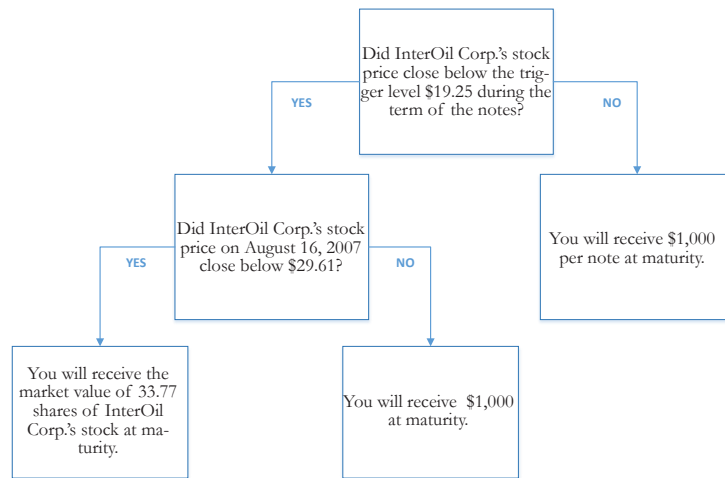 Did InterOil Corp.'s stock
price close below the trig-
ger level $19.25 during the
term of the notes?
YES
NO
Did InterOil Corp.'s stock
price on August 16, 2007
close below $29.61?
You will receive $1,000
per note at maturity.
YES
NO
You will receive the
market value of 33.77
shares of InterOil
Corp.'s stock at ma-
turity.
You will receive $1,000
at maturity.